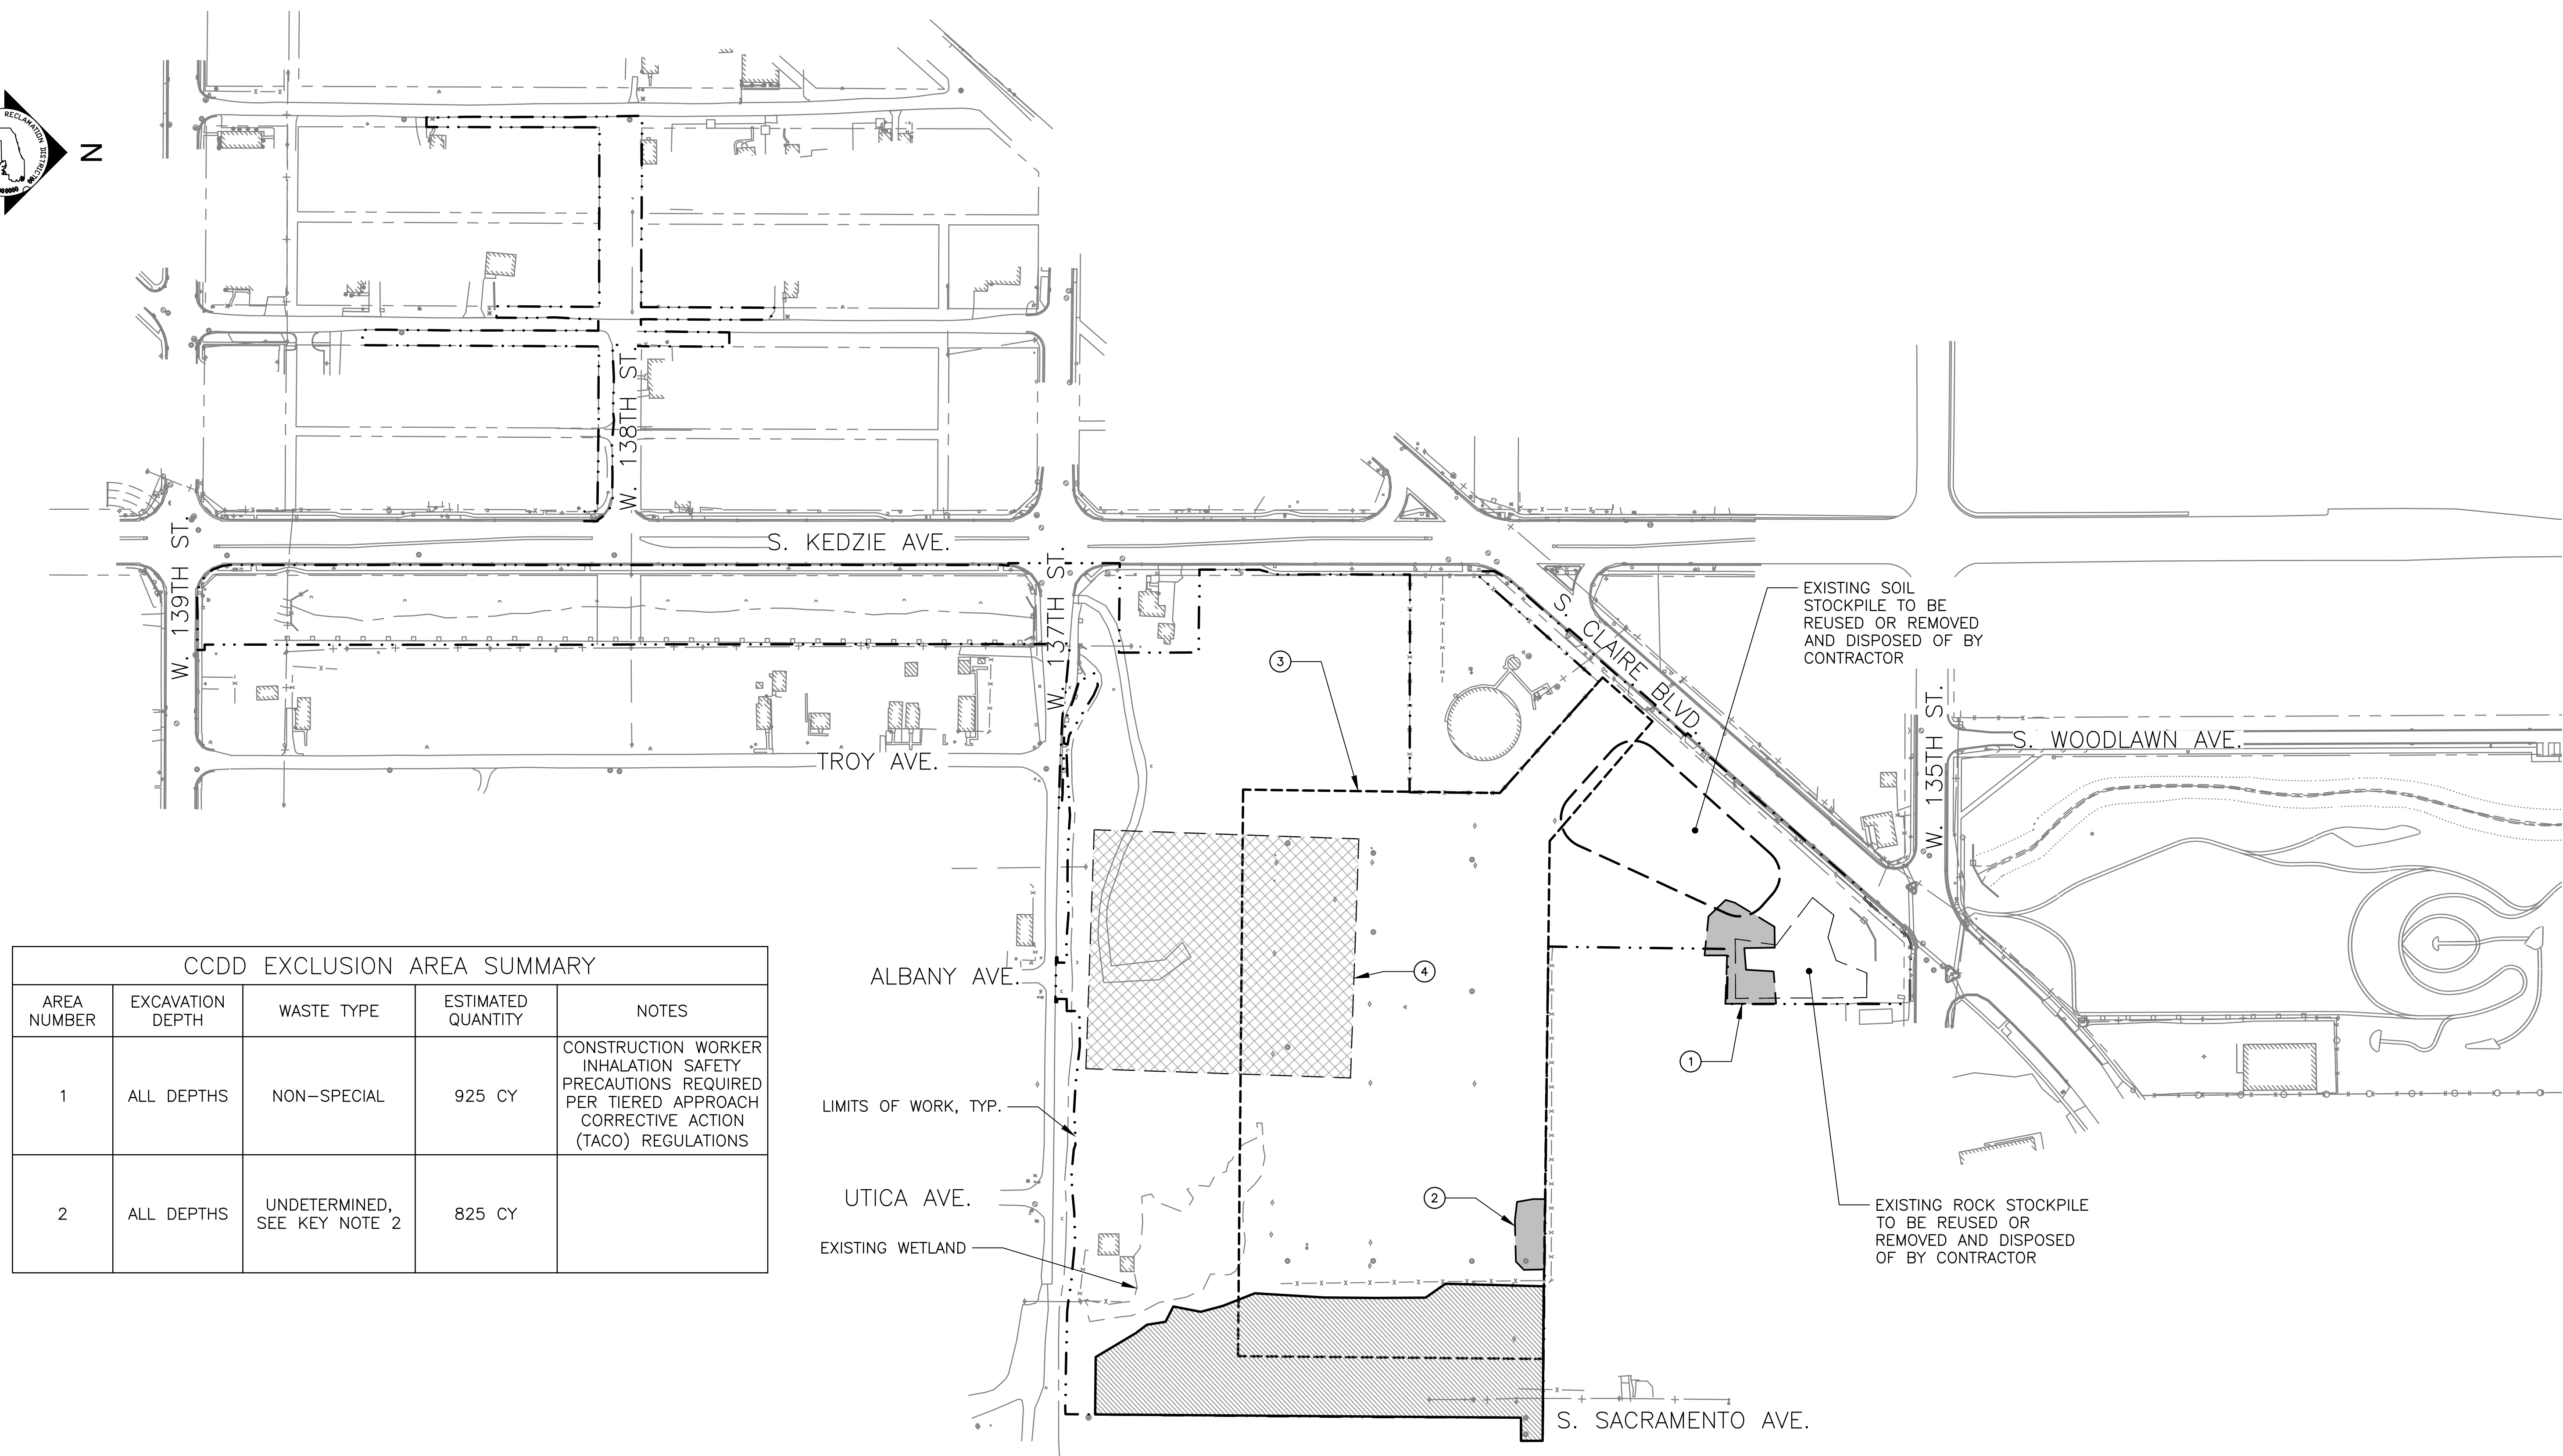 RECLAMATION DISTRICT
N
W. 138TH ST.
S. KEDZIE AVE.
W. 139TH ST.
W. 137TH ST.
TROY AVE.
S. CLAIRE BLVD.
EXISTING SOIL
STOCKPILE TO BE
REUSED OR REMOVED
AND DISPOSED OF BY
CONTRACTOR
3
W. 135TH ST.
S. WOODLAWN AVE.
CCDD EXCLUSION AREA SUMMARY
AREA NUMBER
EXCAVATION DEPTH
WASTE TYPE
ESTIMATED QUANTITY
NOTES
1
ALL DEPTHS
NON-SPECIAL
925 CY
CONSTRUCTION WORKER
INHALATION SAFETY
PRECAUTIONS REQUIRED
PER TIERED APPROACH
CORRECTIVE ACTION
(TACO) REGULATIONS
2
ALL DEPTHS
UNDETERMINED,
SEE KEY NOTE 2
825 CY
ALBANY AVE.
4
1
LIMITS OF WORK, TYP.
UTICA AVE.
2
EXISTING WETLAND
EXISTING ROCK STOCKPILE
TO BE REUSED OR
REMOVED AND DISPOSED
OF BY CONTRACTOR
S. SACRAMENTO AVE.